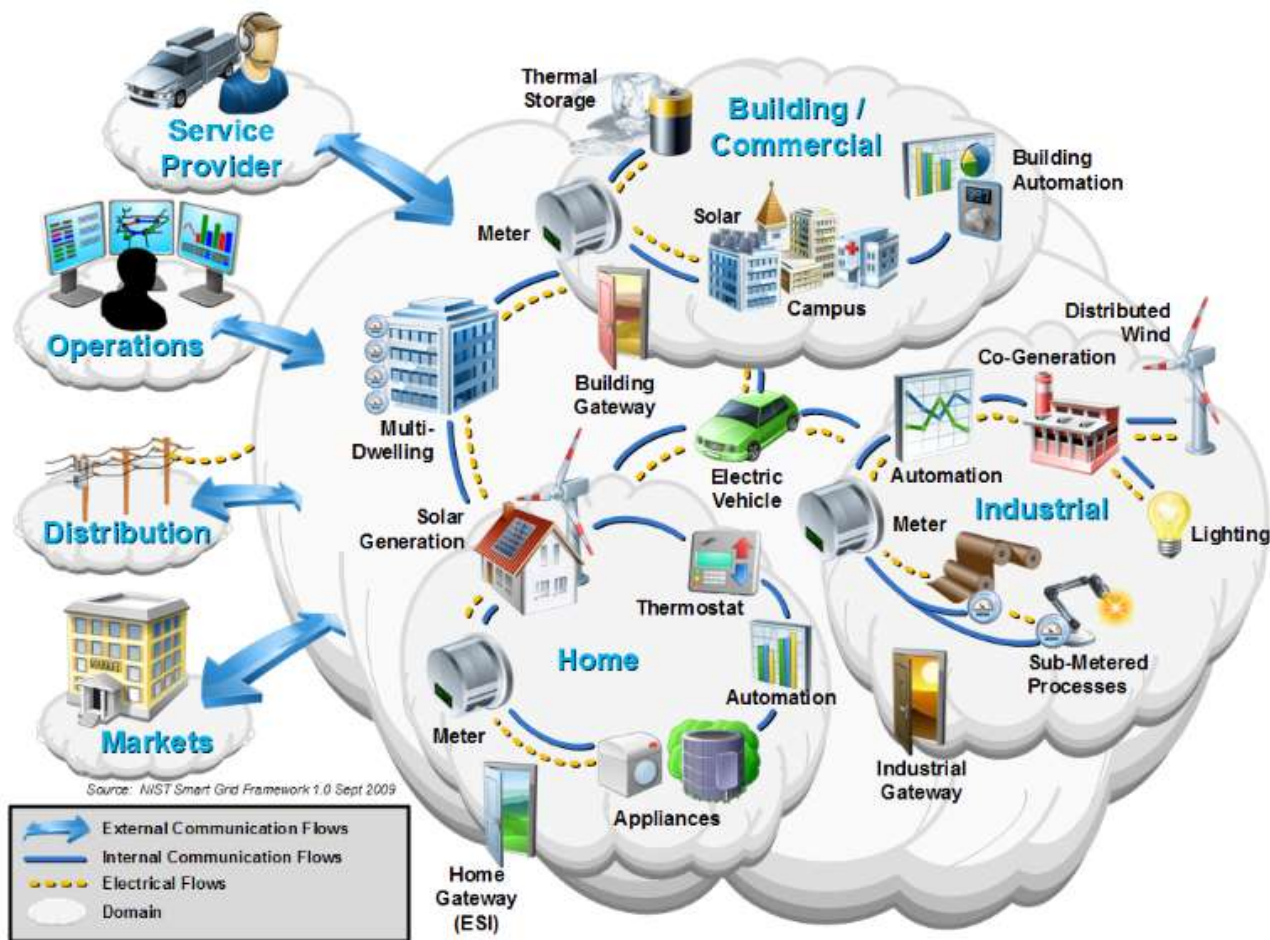 Service
Provider
Operations
Distribution
MARKET
Markets
Thermal
Storage
Building /
Commercial
Building
Automation
Meter
Solar
Campus
Building
Gateway
Multi-
Dwelling
Electric
Vehicle
Distributed
Wind
Co-Generation
Automation
Industrial
Meter
Lighting
Sub-Metered
Processes
Industrial
Gateway
Solar
Generation
Thermostat
Home
Automation
Meter
Appliances
Home
Gateway
(ESI)
Source: NIST Smart Grid Framework 1.0 Sept 2009
External Communication Flows
Internal Communication Flows
Electrical Flows
Domain